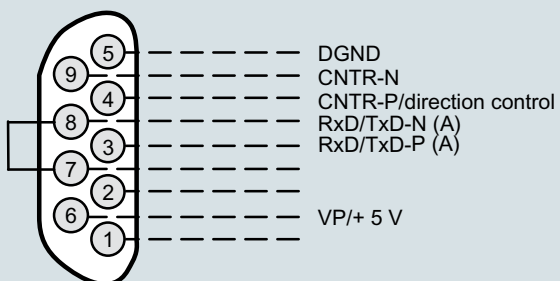 5 DGND
9 CNTR-N
4 CNTR-P/direction control
8 RxD/TxD-N (A)
3 RxD/TxD-P (A)
7
2
6 VP/+ 5 V
1